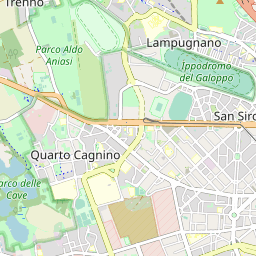 Trenno
Lampugnano
Parco Aldo
Aniasi
Ippodromo
del Galoppo
San Siro
Quarto Cagnino
Parco delle
Cave